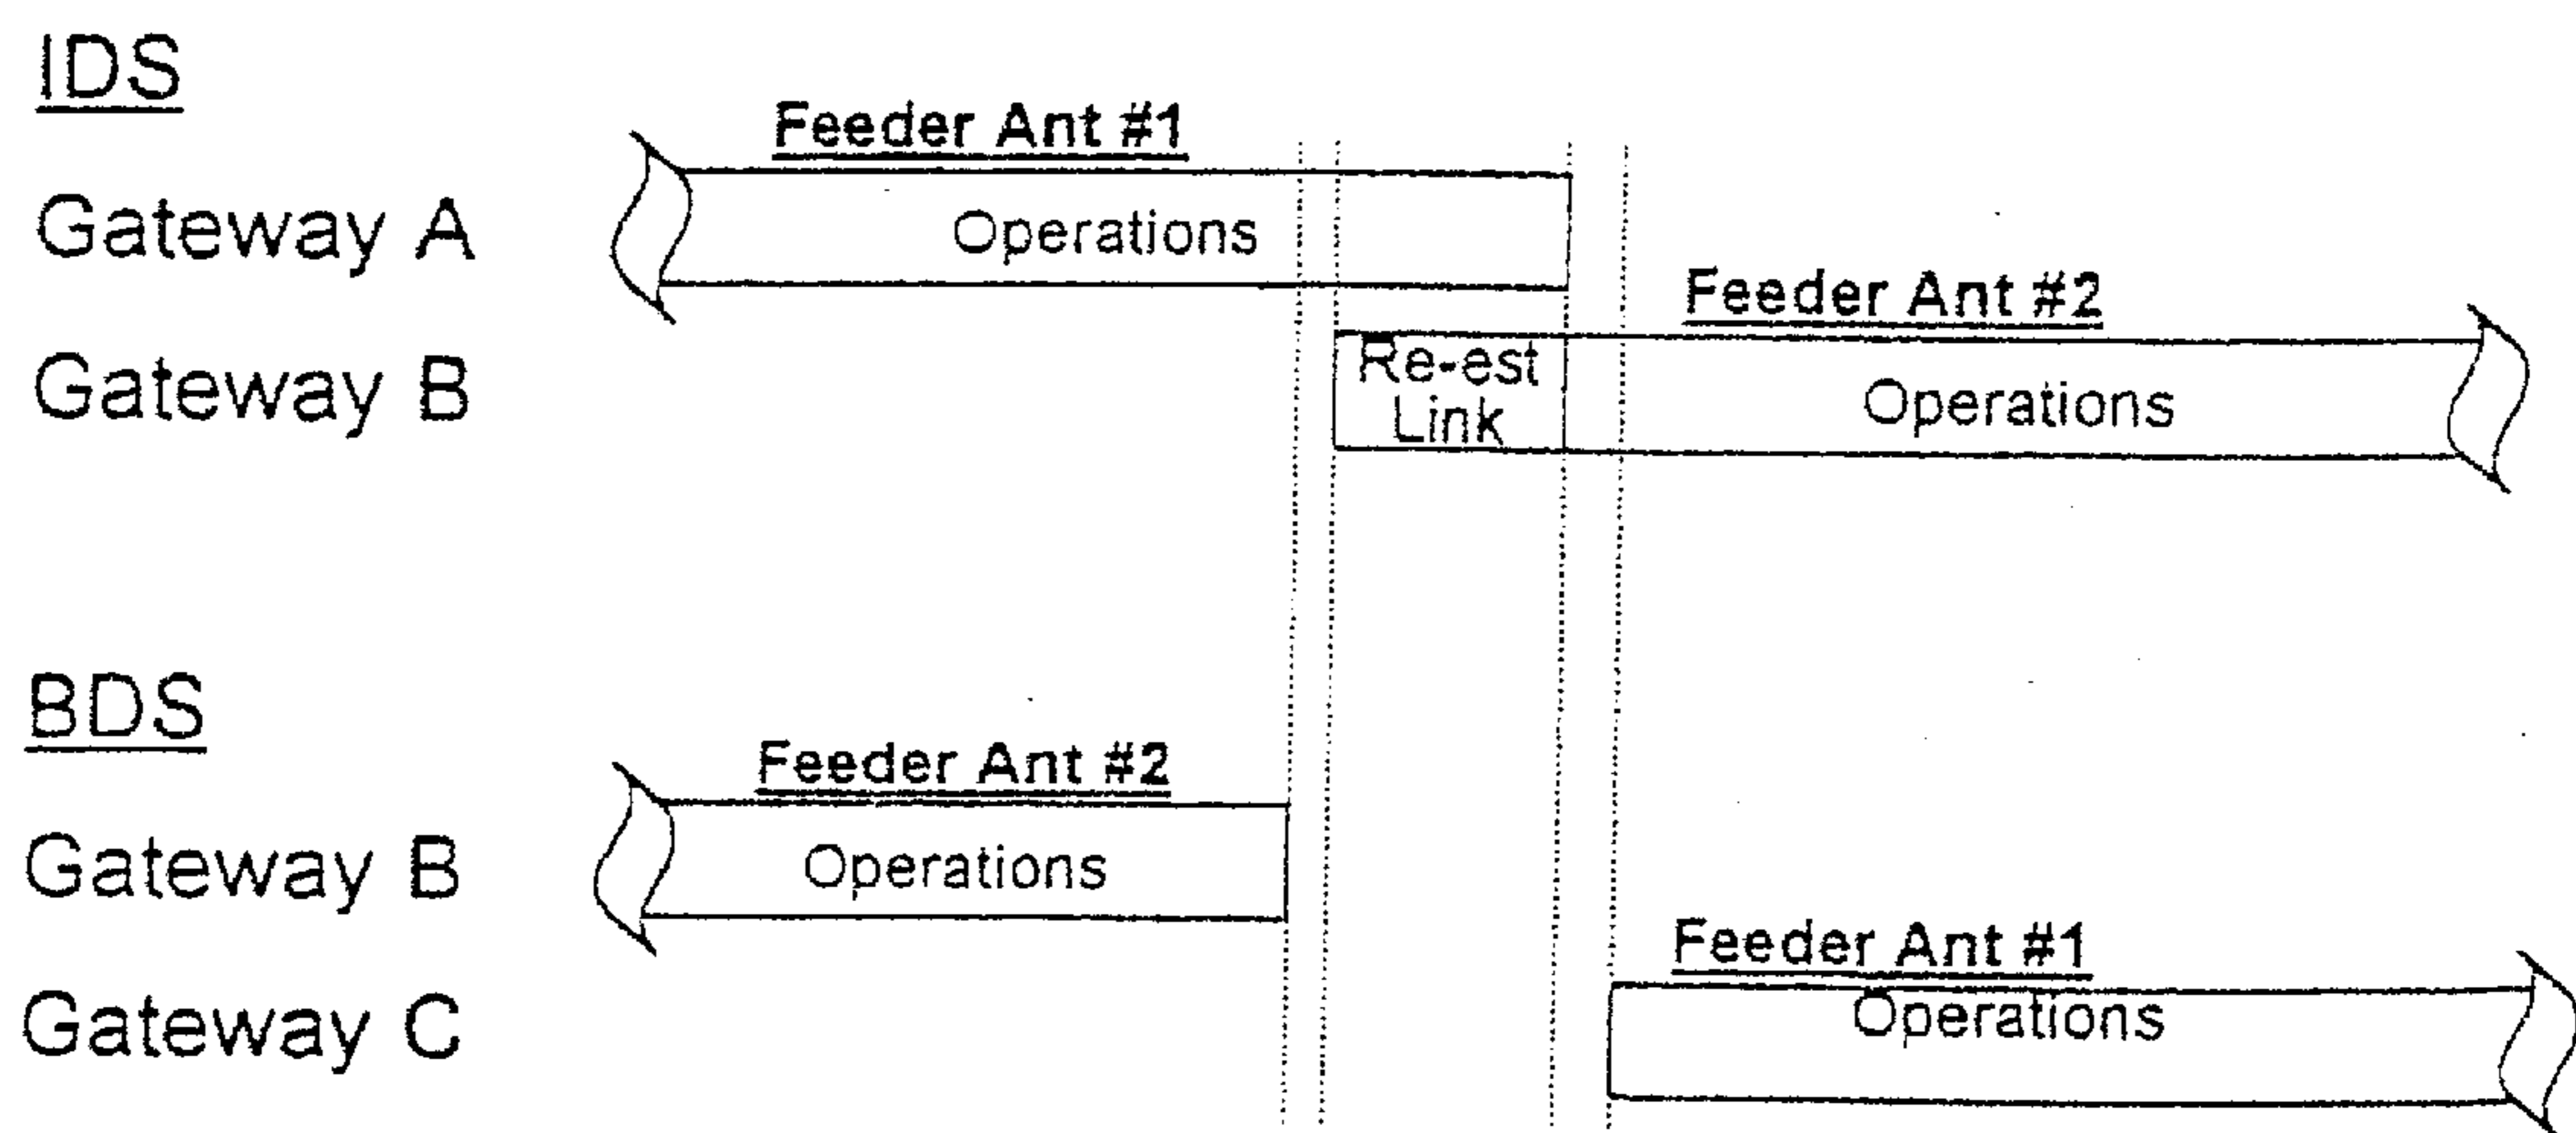 IDS
Feeder Ant #1
Gateway A
Operations
Feeder Ant #2
Gateway B
Re-est
Link
Operations
BDS
Feeder Ant #2
Gateway B
Operations
Feeder Ant #1
Gateway C
Operations